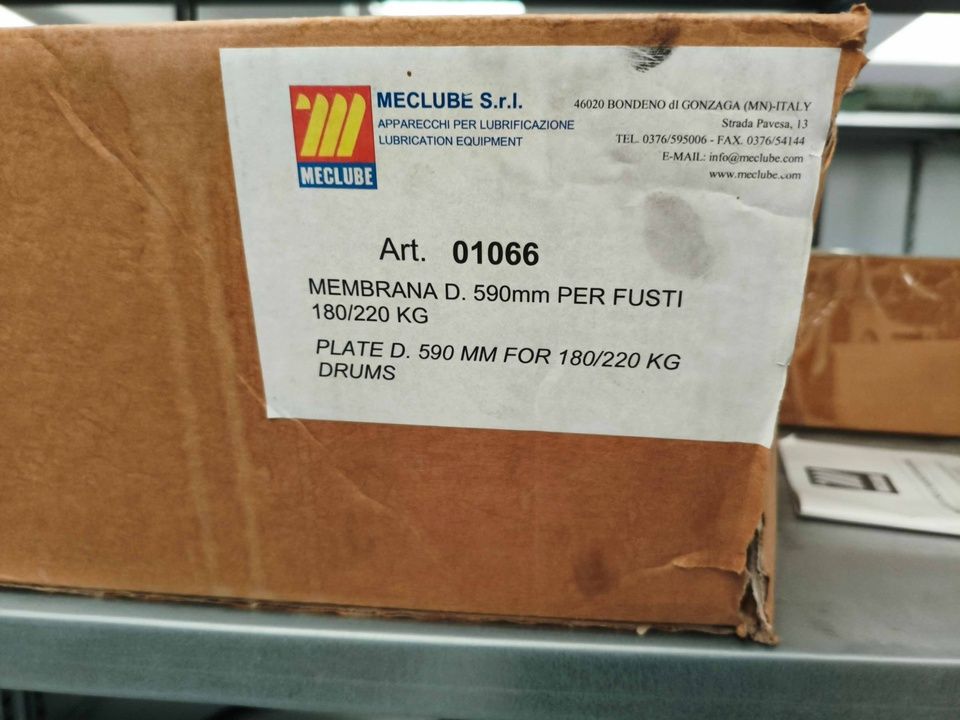 MECLUBE
MECLUBE S.r.l.
APPARECCHI PER LUBRIFICAZIONE
LUBRICATION EQUIPMENT
46020 BONDENO dI GONZAGA (MN)-ITALY
Strada Pavesa, 13
TEL. 0376/595006 - FAX. 0376/54144
E-MAIL: info@meclube.com
www.meclube.com
Art. 01066
MEMBRANA D. 590mm PER FUSTI
180/220 KG
PLATE D. 590 MM FOR 180/220 KG
DRUMS